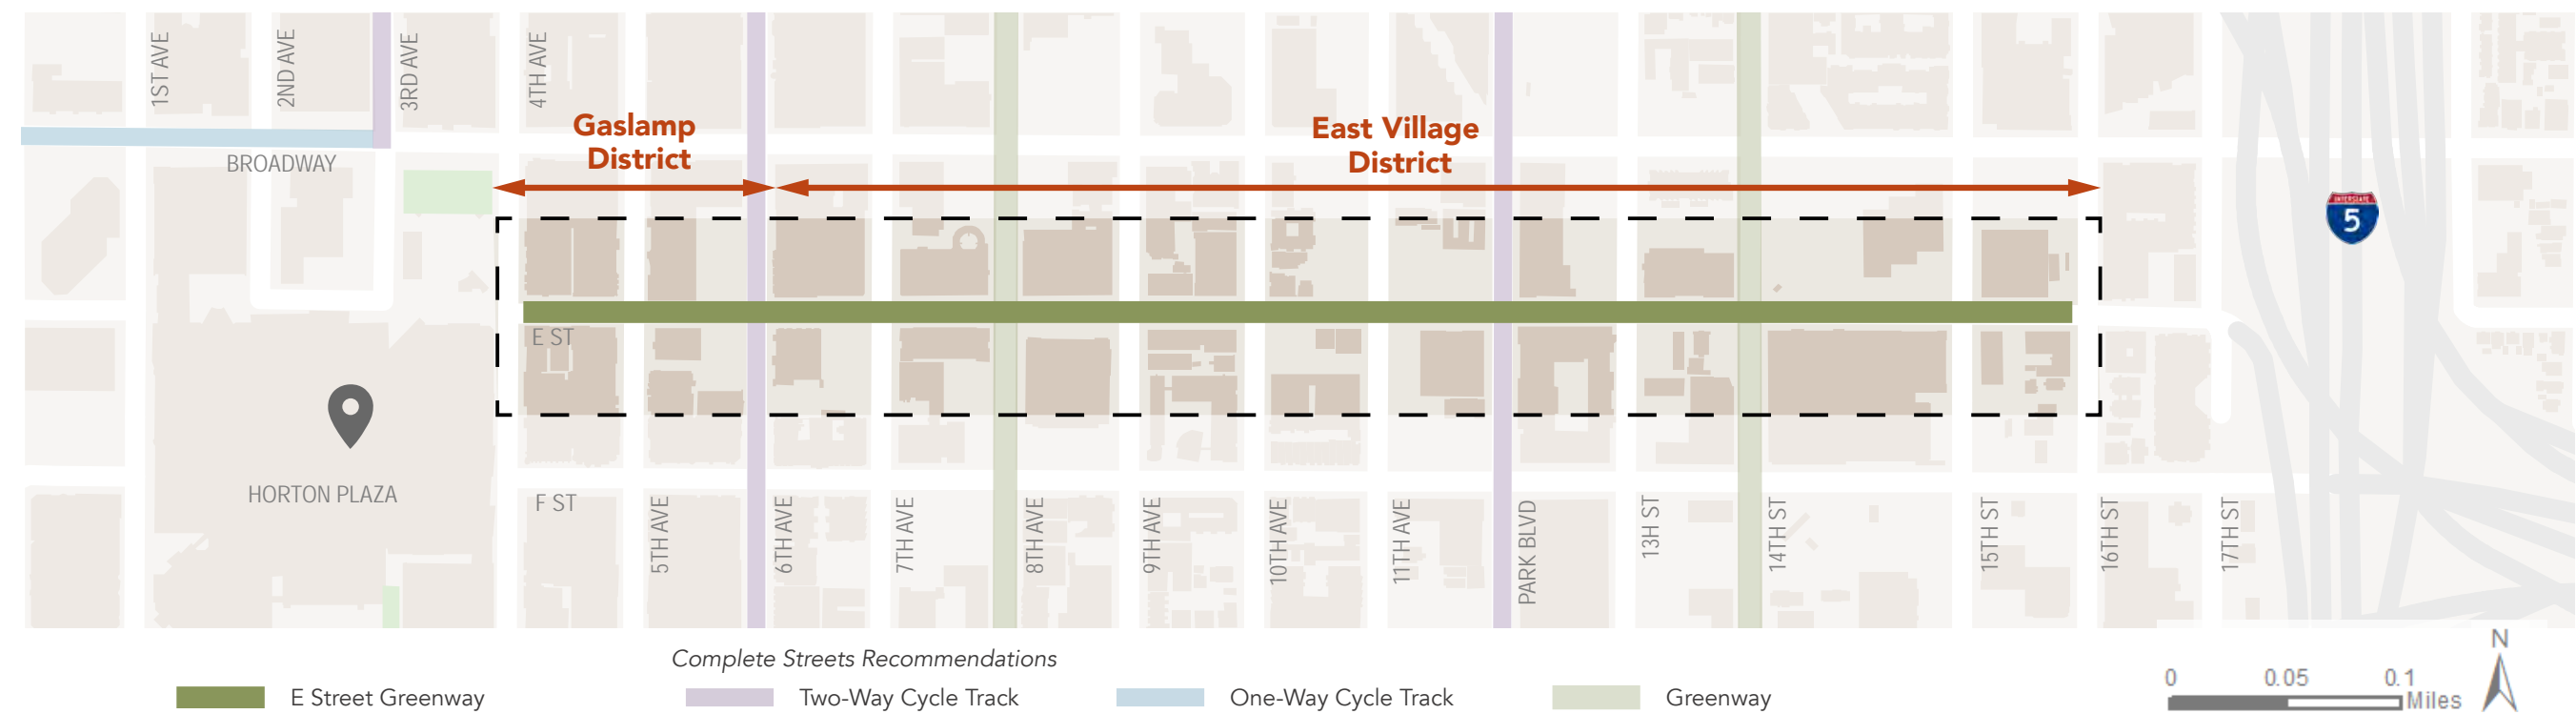 1ST AVE
2ND AVE
3RD AVE
4TH AVE
Gaslamp
District
East Village
District
BROADWAY
INTERSTATE
5
E ST
HORTON PLAZA
F ST
5TH AVE
6TH AVE
7TH AVE
8TH AVE
9TH AVE
10TH AVE
11TH AVE
PARK BLVD
13H ST
14TH ST
15TH ST
16TH ST
17TH ST
Complete Streets Recommendations
E Street Greenway
Two-Way Cycle Track
One-Way Cycle Track
Greenway
0 0.05 0.1
Miles
N